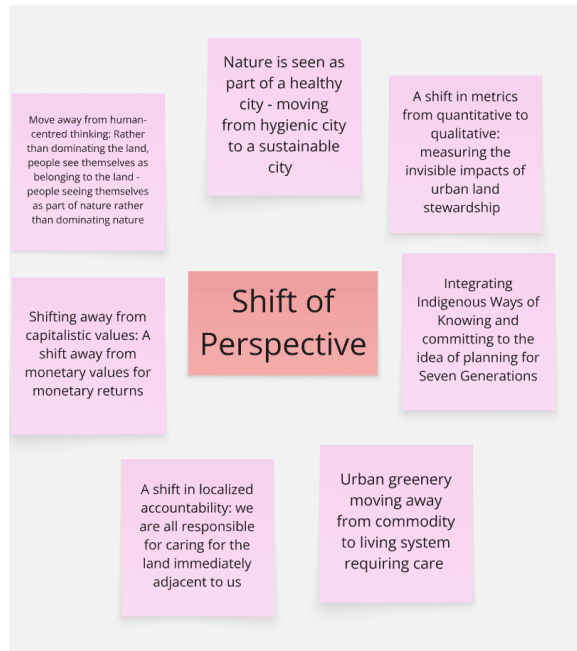 Nature is seen as
part of a healthy
city - moving
from hygienic city
to a sustainable
city
A shift in metrics
from quantitative to
qualitative:
measuring the
invisible impacts of
urban land
stewardship
Move away from human-
centred thinking: Rather
than dominating the land,
people see themselves as
belonging to the land -
people seeing themselves
as part of nature rather
than dominating nature
Shift of
Perspective
Integrating
Indigenous Ways of
Knowing and
committing to the
idea of planning for
Seven Generations
Shifting away from
capitalistic values: A
shift away from
monetary values for
monetary returns
A shift in localized
accountability: we
are all responsible
for caring for the
land immediately
adjacent to us
Urban greenery
moving away
from commodity
to living system
requiring care